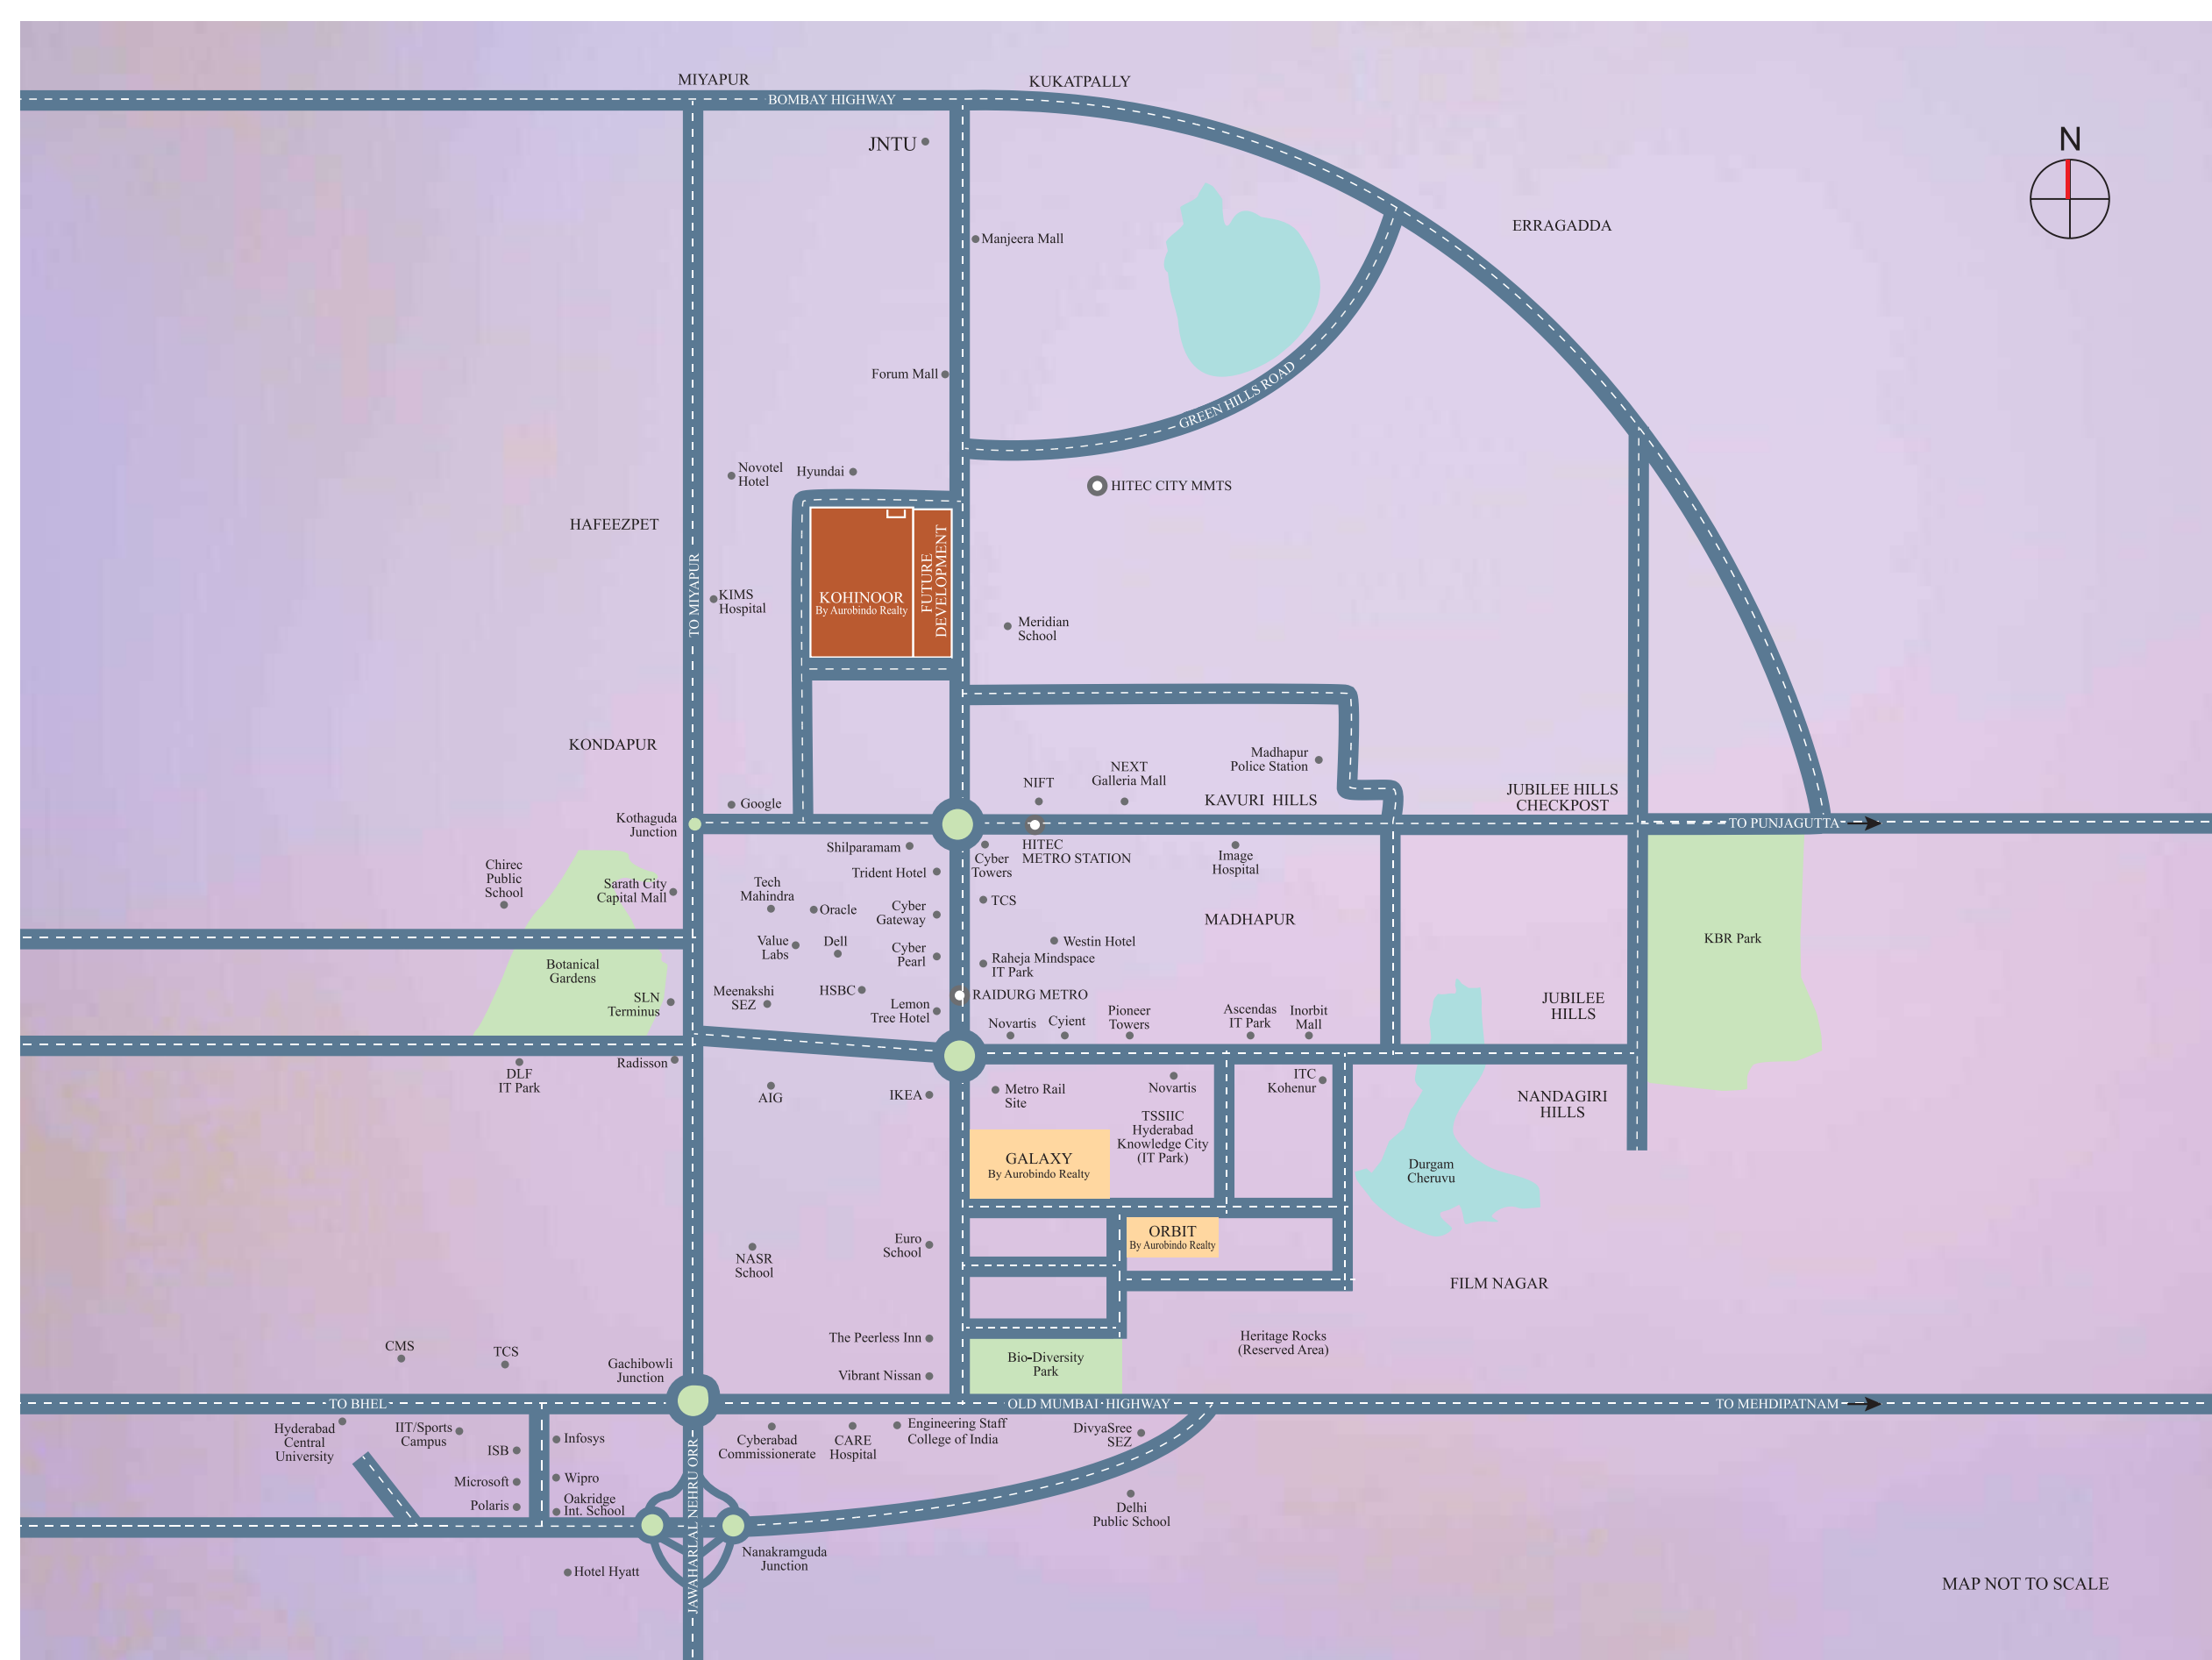 MIYAPUR
KUKATPALLY
BOMBAY HIGHWAY
N
JNTU
ERRAGADDA
Manjeera Mall
Forum Mall
GREEN HILLS ROAD
Novotel
Hotel
Hyundai
HITEC CITY MMTS
HAFEEZPET
TO MIYAPUR
KIMS
Hospital
KOHINOOR
By Aurobindo Realty
FUTURE
DEVELOPMENT
Meridian
School
KONDAPUR
Madhapur
Police Station
NEXT
Galleria Mall
NIFT
KAVURI HILLS
JUBILEE HILLS
CHECKPOST
Google
Kothaguda
Junction
TO PUNJAGUTTA
Shilparamam
HITEC
METRO STATION
Cyber
Towers
Image
Hospital
Trident Hotel
Chirec
Public
School
Sarath City
Capital Mall
Tech
Mahindra
Oracle
Cyber
Gateway
TCS
MADHAPUR
Value
Labs
Dell
Cyber
Pearl
Westin Hotel
KBR Park
Raheja Mindspace
IT Park
Botanical
Gardens
SLN
Terminus
Meenakshi
SEZ
HSBC
RAIDURG METRO
Lemon
Tree Hotel
Novartis
Cyient
Pioneer
Towers
Ascendas
IT Park
Inorbit
Mall
JUBILEE
HILLS
Radisson
DLF
IT Park
AIG
IKEA
Metro Rail
Site
Novartis
ITC
Kohenur
NANDAGIRI
HILLS
TSSIIC
Hyderabad
Knowledge City
(IT Park)
GALAXY
By Aurobindo Realty
Durgam
Cheruvu
ORBIT
By Aurobindo Realty
Euro
School
NASR
School
FILM NAGAR
The Peerless Inn
Heritage Rocks
(Reserved Area)
CMS
TCS
Gachibowli
Junction
Bio-Diversity
Park
Vibrant Nissan
TO BHEL
OLD MUMBAI HIGHWAY
TO MEHDIPATNAM
Hyderabad
Central
University
IIT/Sports
Campus
ISB
Infosys
Cyberabad
Commissionerate
CARE
Hospital
Engineering Staff
College of India
DivyaSree
SEZ
Microsoft
Wipro
Polaris
Oakridge
Int. School
JAWAHARLAL NEHRU ORR
Delhi
Public School
Nanakramguda
Junction
Hotel Hyatt
MAP NOT TO SCALE